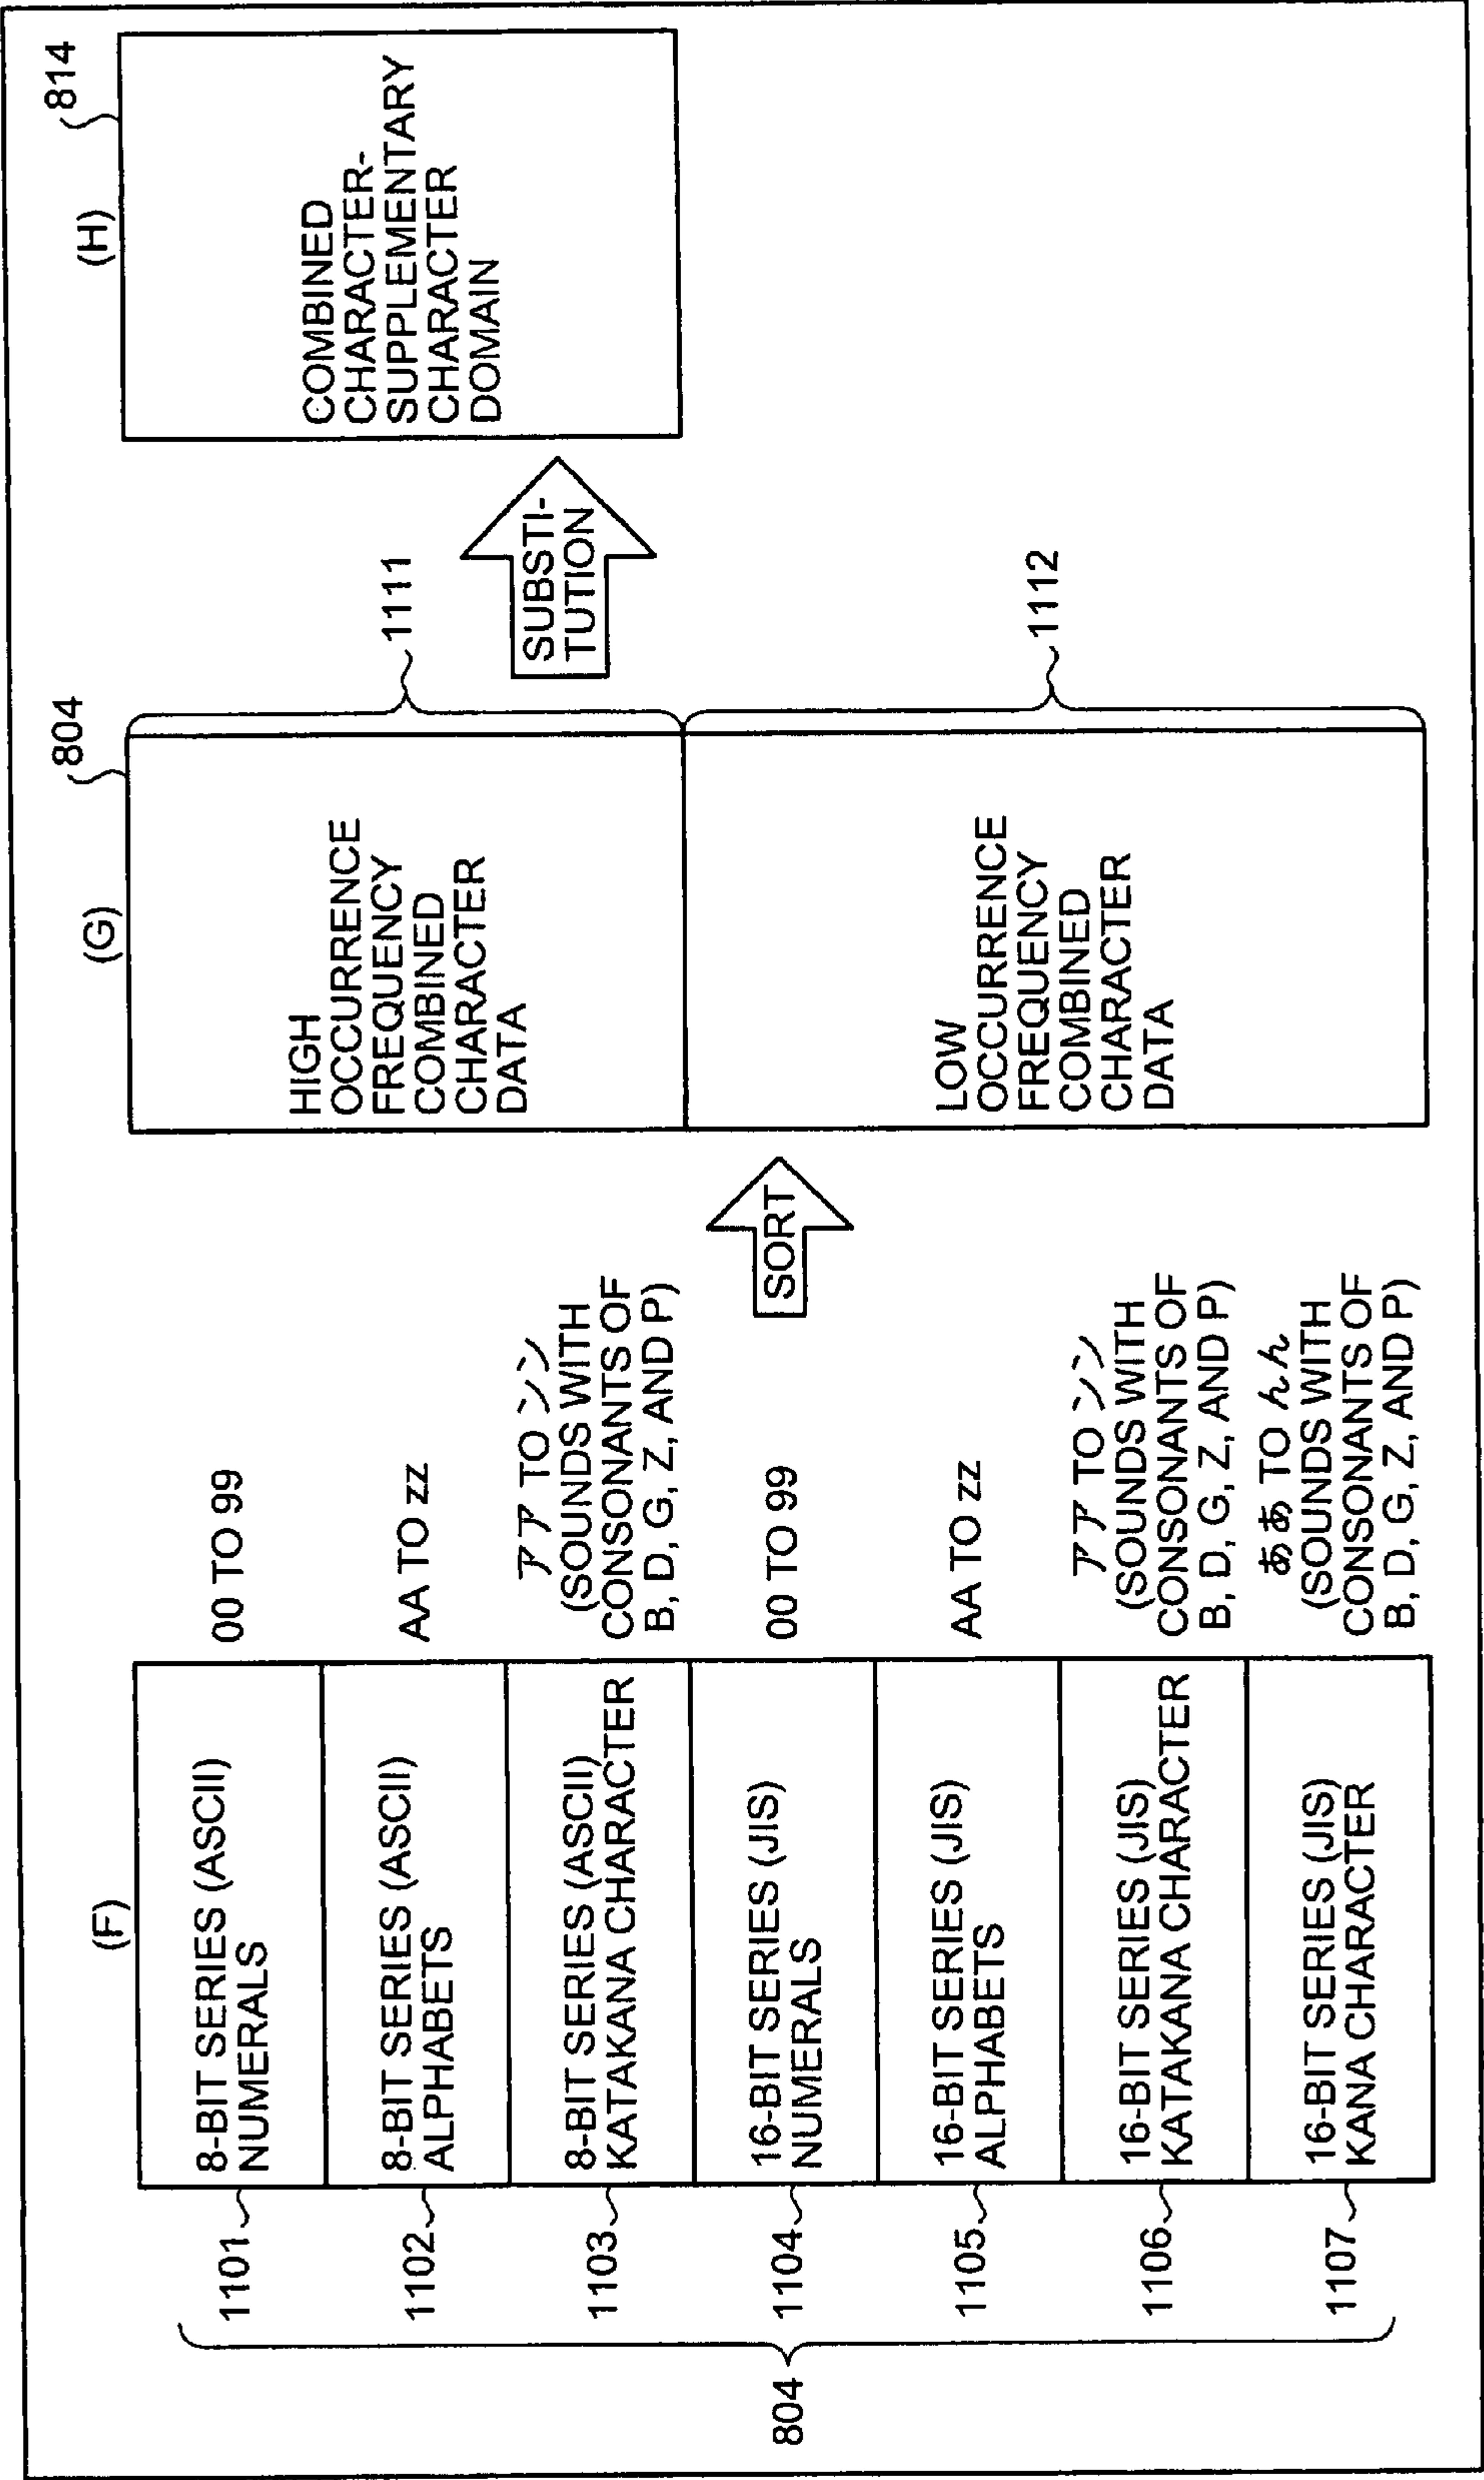 (F)
1101
8-BIT SERIES (ASCII)
NUMERALS
00 TO 99
1102
8-BIT SERIES (ASCII)
ALPHABETS
AA TO zz
1103
8-BIT SERIES (ASCII)
KATAKANA CHARACTER
アア TO ンン
(SOUNDS WITH
CONSONANTS OF
B, D, G, Z, AND P)
1104
16-BIT SERIES (JIS)
NUMERALS
00 TO 99
1105
16-BIT SERIES (JIS)
ALPHABETS
AA TO zz
1106
16-BIT SERIES (JIS)
KATAKANA CHARACTER
アア TO ンン
(SOUNDS WITH
CONSONANTS OF
B, D, G, Z, AND P)
1107
16-BIT SERIES (JIS)
KANA CHARACTER
ああ TO んん
(SOUNDS WITH
CONSONANTS OF
B, D, G, Z, AND P)
804
SORT
(G)
804
HIGH
OCCURRENCE
FREQUENCY
COMBINED
CHARACTER
DATA
1111
LOW
OCCURRENCE
FREQUENCY
COMBINED
CHARACTER
DATA
1112
SUBSTI-
TUTION
(H)
814
COMBINED
CHARACTER-
SUPPLEMENTARY
CHARACTER
DOMAIN